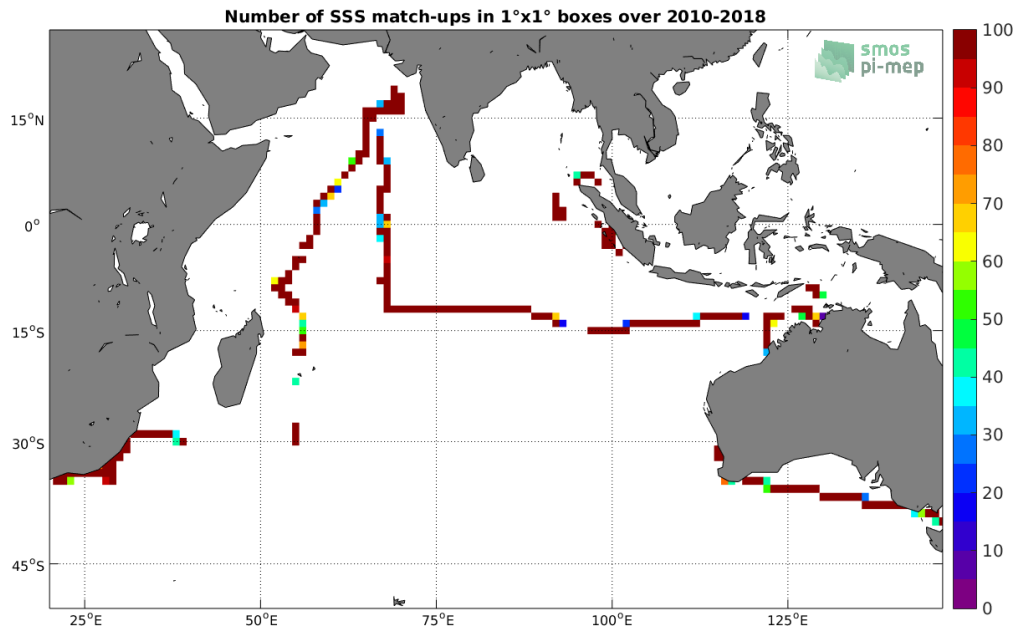 Number of SSS match-ups in 1°x1° boxes over 2010-2018
smos
pi-mep
100
90
80
70
60
50
40
30
20
10
0
15°N
0°
15°S
30°S
45°S
25°E
50°E
75°E
100°E
125°E